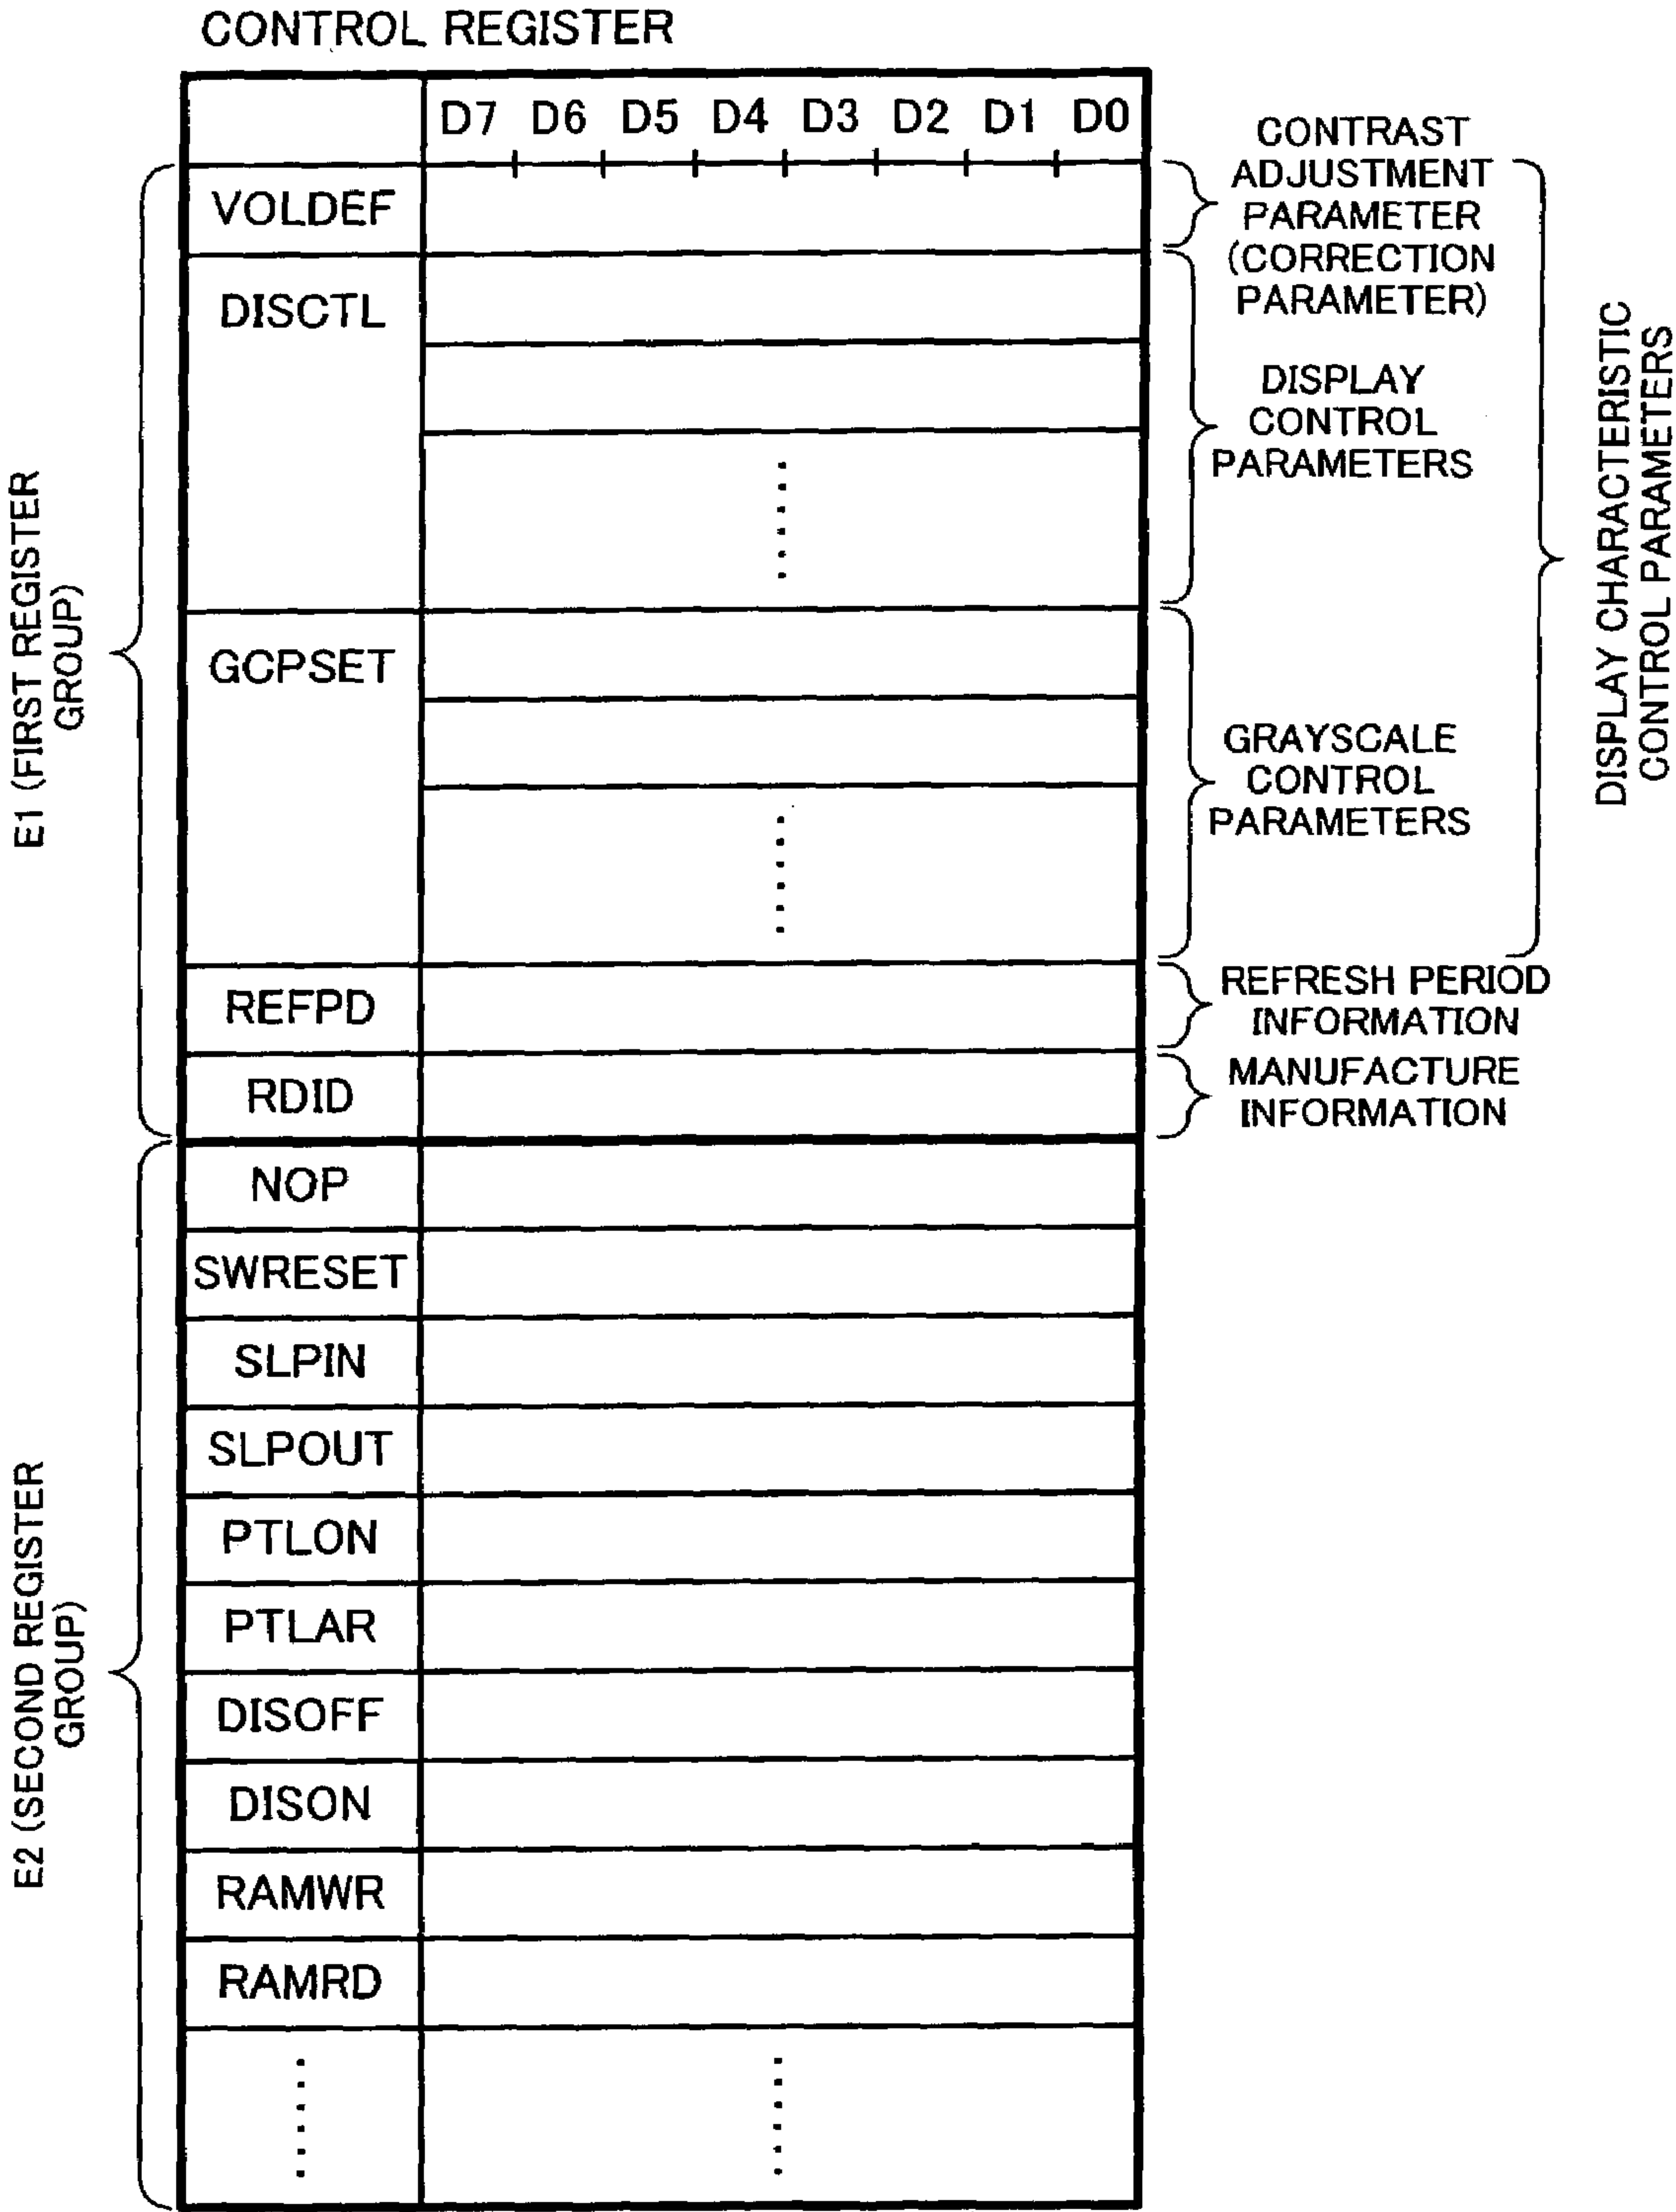 CONTROL REGISTER
D7 D6 D5 D4 D3 D2 D1 D0
VOLDEF
DISCTL
GCPSET
REFPD
RDID
NOP
SWRESET
SLPIN
SLPOUT
PTLON
PTLAR
DISOFF
DISON
RAMWR
RAMRD
E1 (FIRST REGISTER
GROUP)
E2 (SECOND REGISTER
GROUP)
CONTRAST
ADJUSTMENT
PARAMETER
(CORRECTION
PARAMETER)
DISPLAY
CONTROL
PARAMETERS
GRAYSCALE
CONTROL
PARAMETERS
REFRESH PERIOD
INFORMATION
MANUFACTURE
INFORMATION
DISPLAY CHARACTERISTIC
CONTROL PARAMETERS